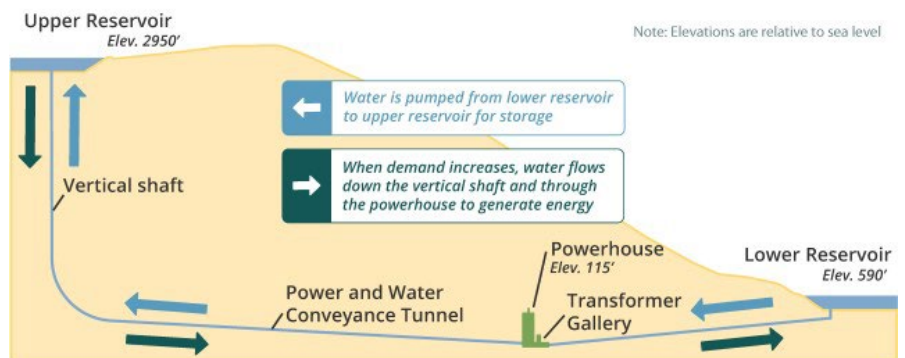 Upper Reservoir
Elev. 2950'
Note: Elevations are relative to sea level
Water is pumped from lower reservoir
to upper reservoir for storage
When demand increases, water flows
down the vertical shaft and through
the powerhouse to generate energy
Vertical shaft
Powerhouse
Elev. 115'
Lower Reservoir
Elev. 590'
Power and Water
Conveyance Tunnel
Transformer
Gallery